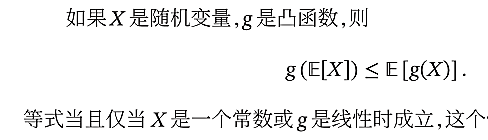 如果 X 是随机变量,g 是凸函数,则
g (𝔼[X]) ≤ 𝔼 [g(X)] .
等式当且仅当 X 是一个常数或 g 是线性时成立,这个